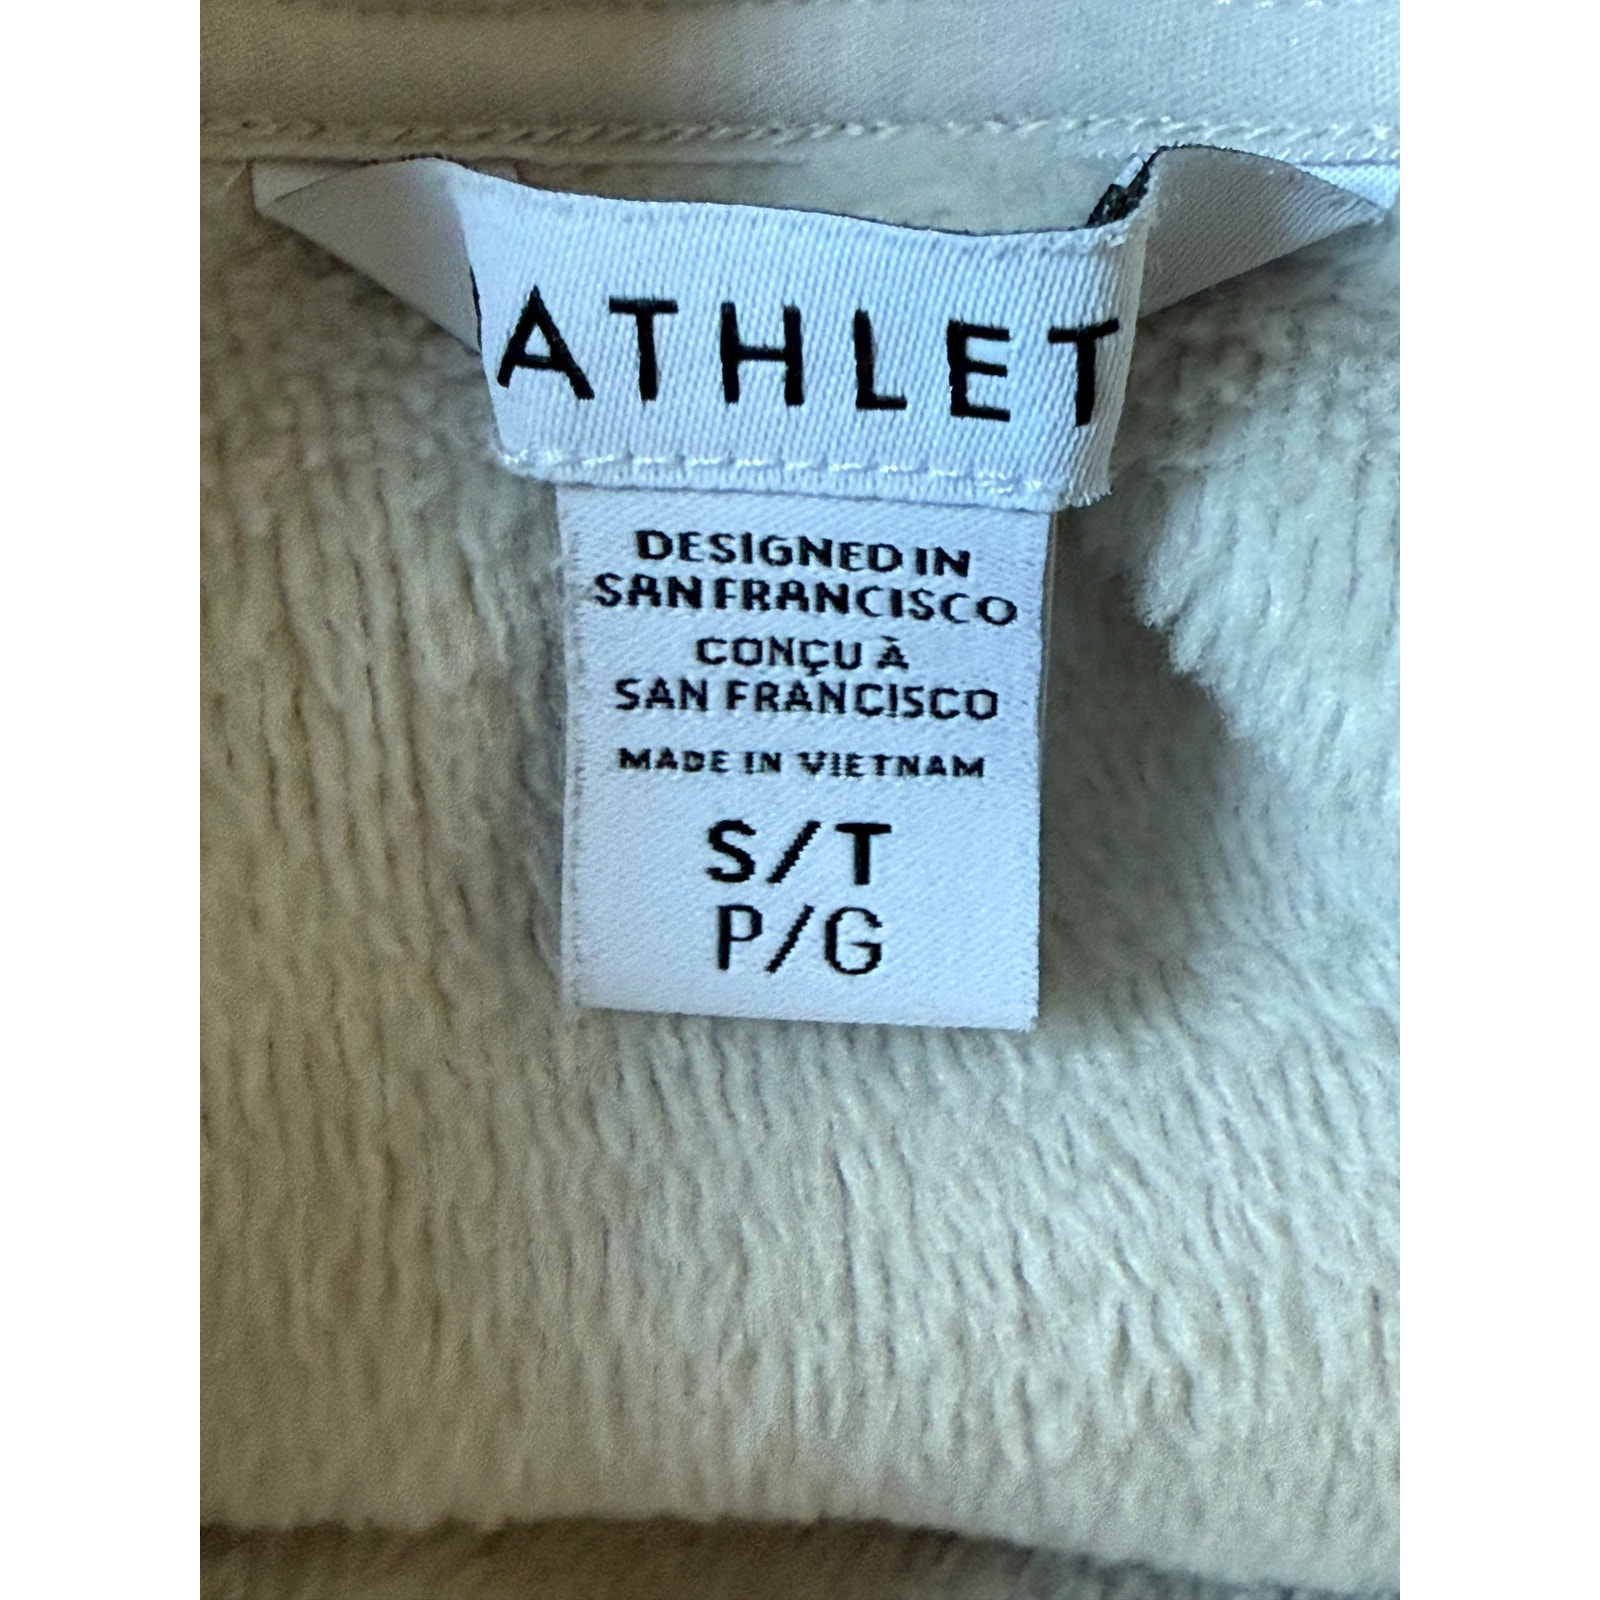 ATHLET
DESIGNED IN
SAN FRANCISCO
CONÇU À
SAN FRANCISCO
MADE IN VIETNAM
S/T
P/G